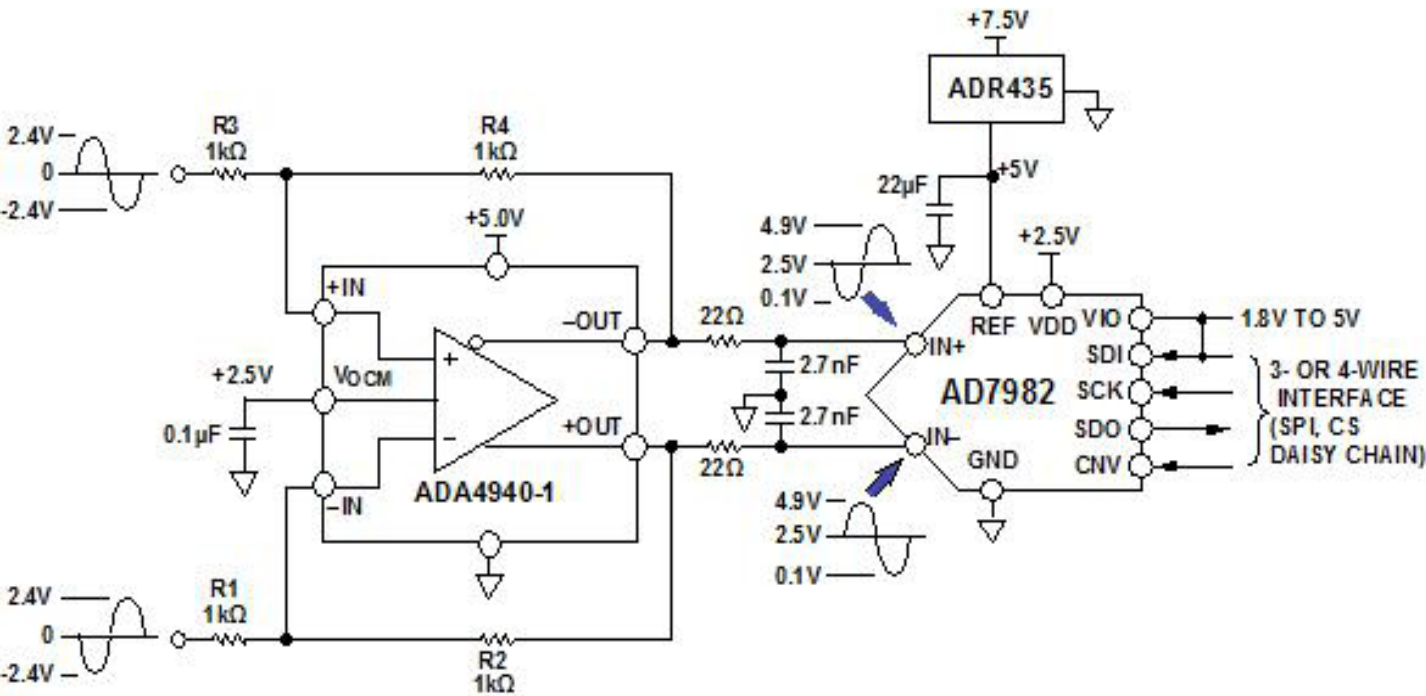 +7.5V
ADR435
+5V
22µF
R3
1kΩ
R4
1kΩ
2.4V
0
-2.4V
+5.0V
4.9V
2.5V
0.1V
+2.5V
+IN
–OUT
22Ω
IN+
REF
VDD
VIO
1.8V TO 5V
SDI
+2.5V
VOCM
2.7nF
AD7982
SCK
3- OR 4-WIRE
INTERFACE
(SPI, CS
DAISY CHAIN)
0.1µF
+OUT
2.7nF
SDO
–IN
ADA4940-1
22Ω
IN-
GND
CNV
4.9V
2.5V
0.1V
2.4V
0
-2.4V
R1
1kΩ
R2
1kΩ